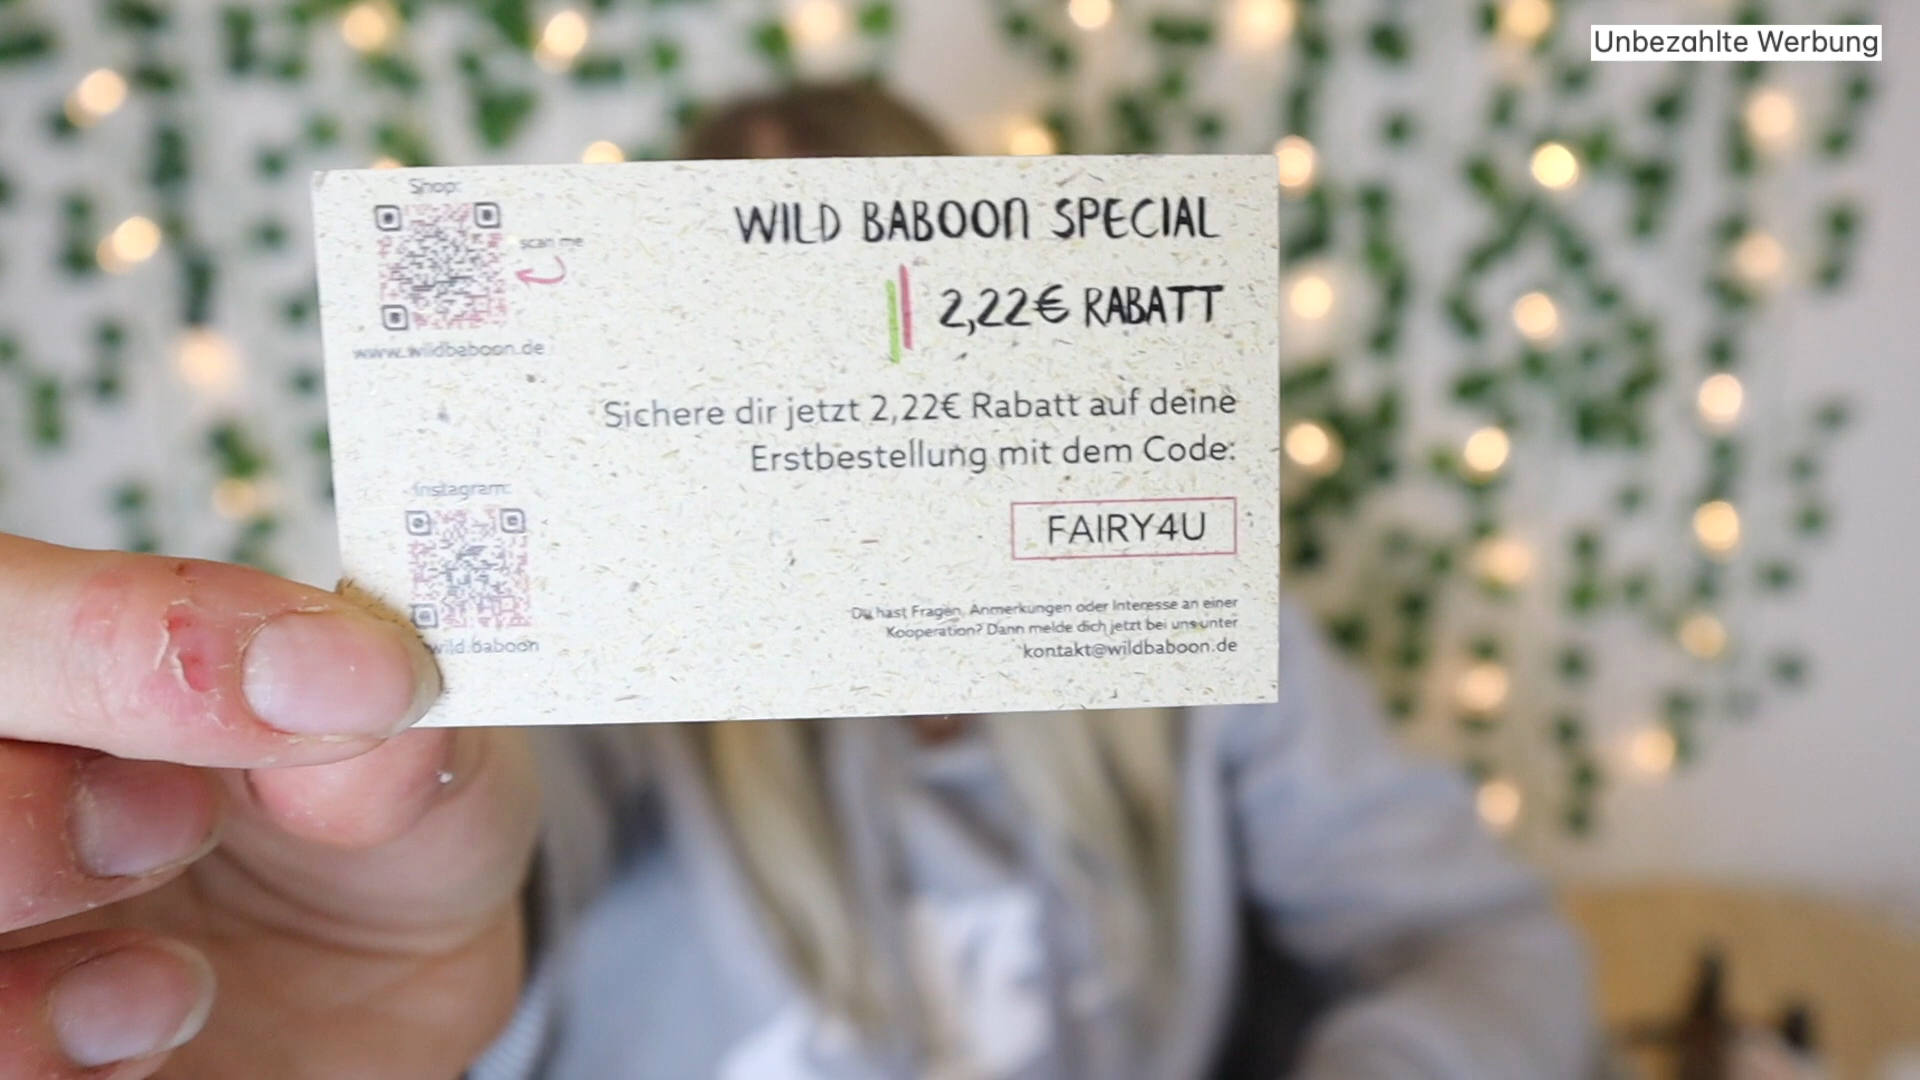 Unbezahlte Werbung
Shop:
scan me
www.wildbaboon.de
WILD BABOON SPECIAL
2,22€ RABATT
Sichere dir jetzt 2,22€ Rabatt auf deine
Erstbestellung mit dem Code:
FAIRY4U
Instagram:
wild.baboon
Du hast Fragen, Anmerkungen oder Interesse an einer
Kooperation? Dann melde dich jetzt bei uns unter
kontakt@wildbaboon.de